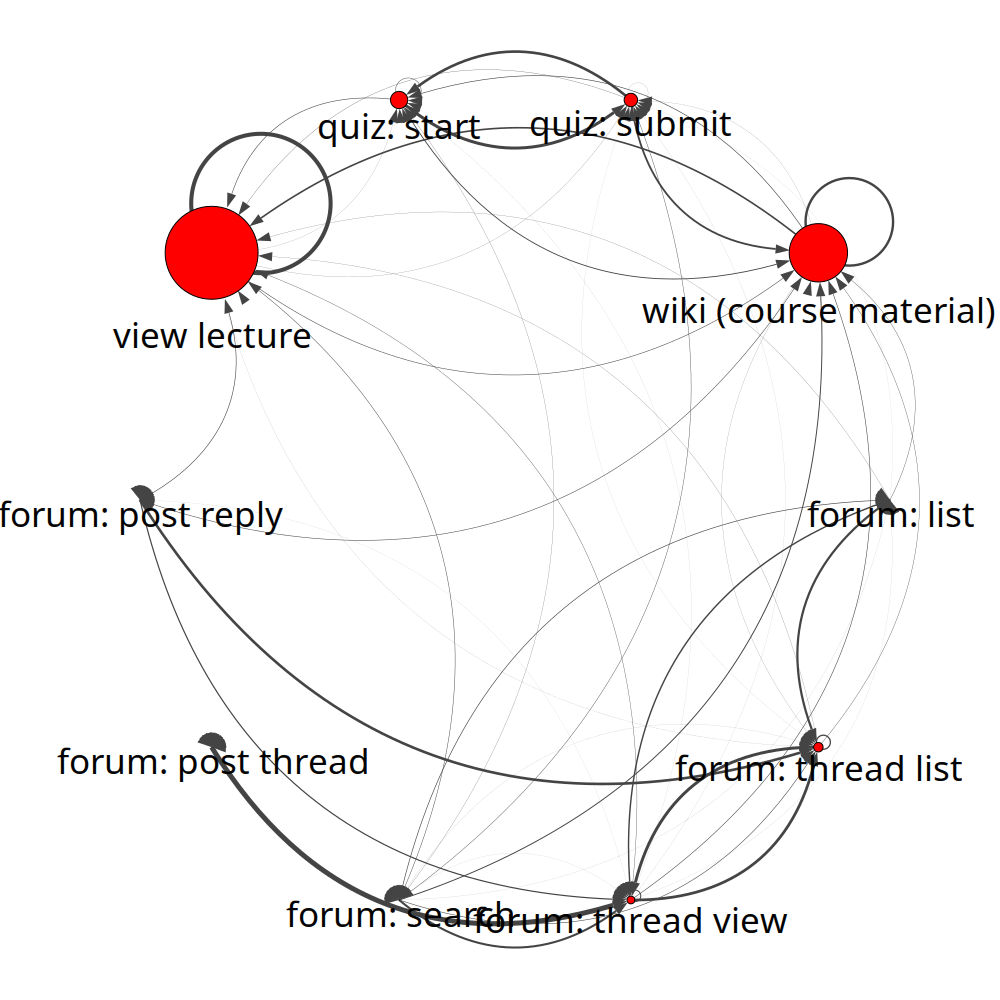 quiz: start
quiz: submit
view lecture
wiki (course material)
forum: post reply
forum: list
forum: post thread
forum: thread list
forum: search
forum: thread view